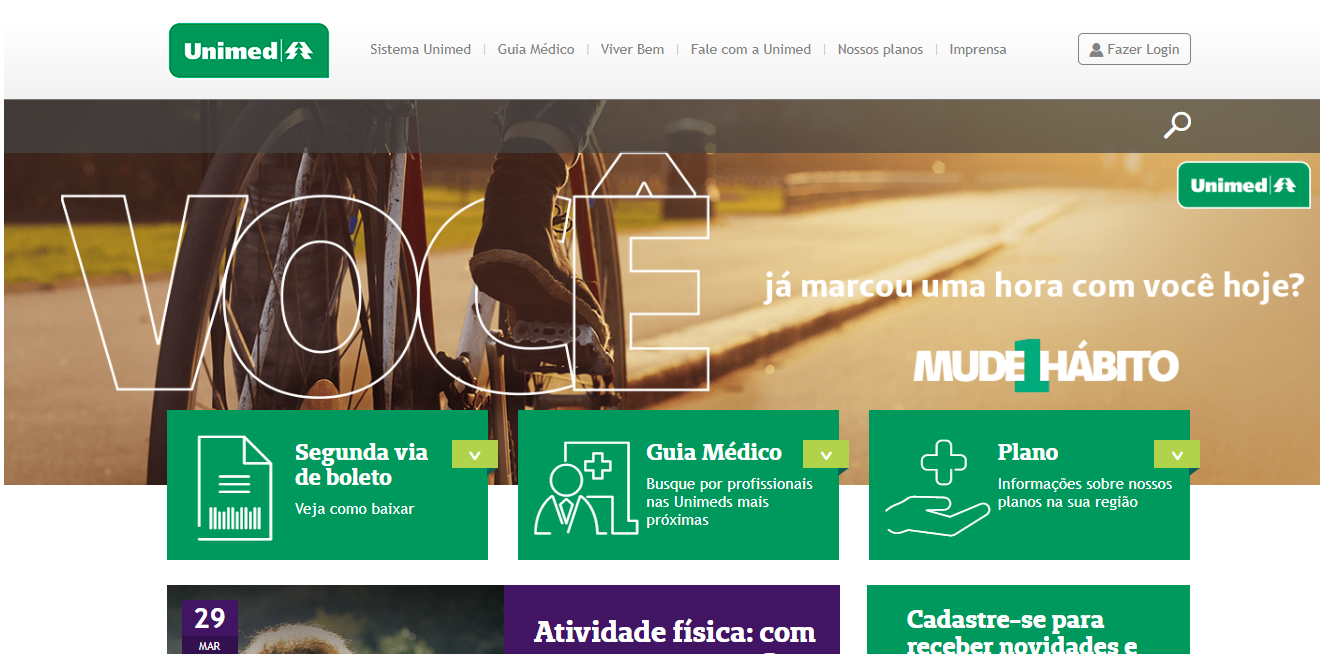 Unimed
Sistema Unimed | Guia Médico | Viver Bem | Fale com a Unimed | Nossos planos | Imprensa
Fazer Login
Unimed
VOCÊ
já marcou uma hora com você hoje?
MUDE1HÁBITO
Segunda via
de boleto
Veja como baixar
Guia Médico
Busque por profissionais
nas Unimeds mais
próximas
Plano
Informações sobre nossos
planos na sua região
29
MAR
Atividade física: com
Cadastre-se para
receber novidades e